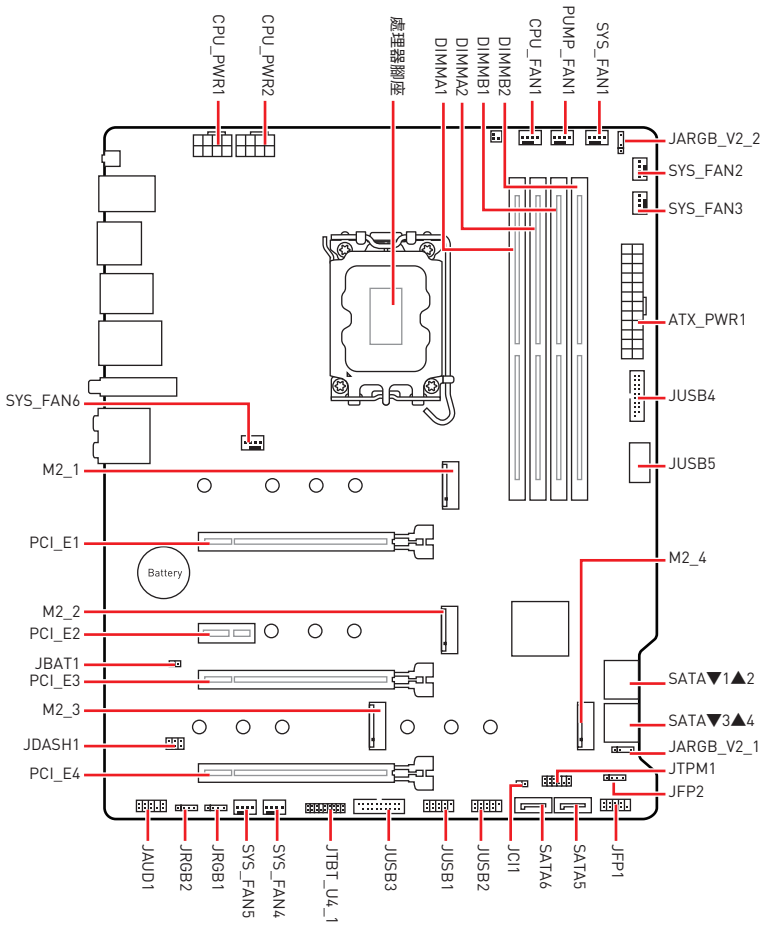 CPU_PWR1
CPU_PWR2
處理器腳座
DIMMA1
DIMMA2
DIMMB1
DIMMB2
CPU_FAN1
PUMP_FAN1
SYS_FAN1
JARGB_V2_2
SYS_FAN2
SYS_FAN3
ATX_PWR1
JUSB4
JUSB5
M2_4
SATA▼1▲2
SATA▼3▲4
JARGB_V2_1
JTPM1
JFP2
SYS_FAN6
M2_1
PCI_E1
Battery
M2_2
PCI_E2
JBAT1
PCI_E3
M2_3
JDASH1
PCI_E4
JAUD1
JRGB2
JRGB1
SYS_FAN5
SYS_FAN4
JTBT_U4_1
JUSB3
JUSB1
JUSB2
JCI1
SATA6
SATA5
JFP1